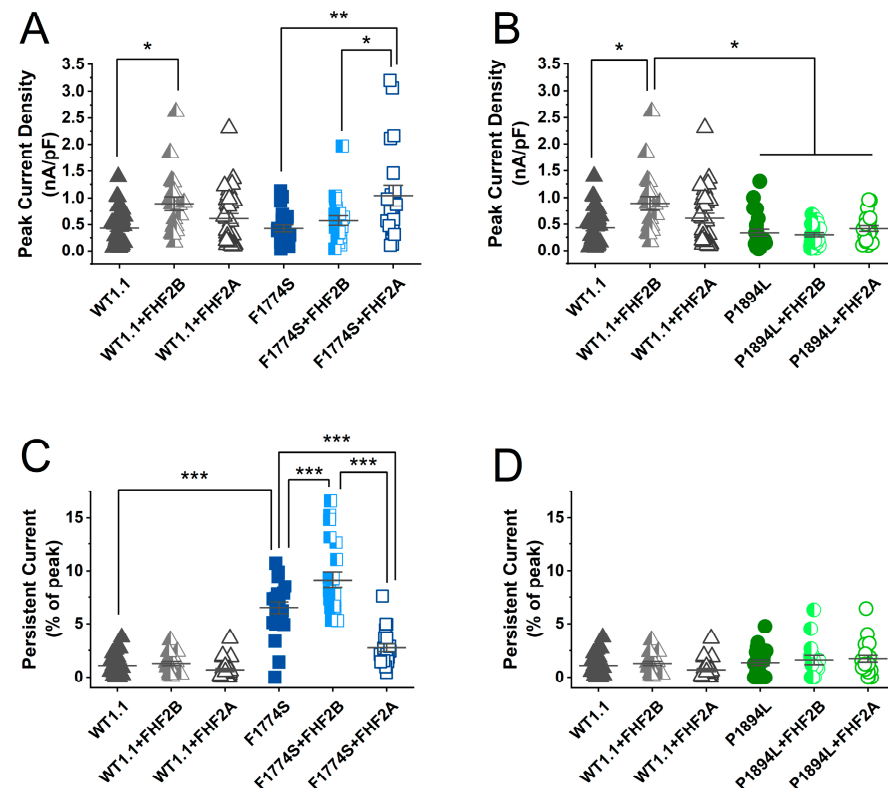 A
Peak Current Density
(nA/pF)
3.5
3.0
2.5
2.0
1.5
1.0
0.5
0.0
*
**
*
WT1.1
WT1.1+FHF2B
WT1.1+FHF2A
F1774S
F1774S+FHF2B
F1774S+FHF2A
B
Peak Current Density
(nA/pF)
3.5
3.0
2.5
2.0
1.5
1.0
0.5
0.0
*
*
WT1.1
WT1.1+FHF2B
WT1.1+FHF2A
P1894L
P1894L+FHF2B
P1894L+FHF2A
C
Persistent Current
(% of peak)
15
10
5
0
***
***
***
***
WT1.1
WT1.1+FHF2B
WT1.1+FHF2A
F1774S
F1774S+FHF2B
F1774S+FHF2A
D
Persistent Current
(% of peak)
15
10
5
0
WT1.1
WT1.1+FHF2B
WT1.1+FHF2A
P1894L
P1894L+FHF2B
P1894L+FHF2A